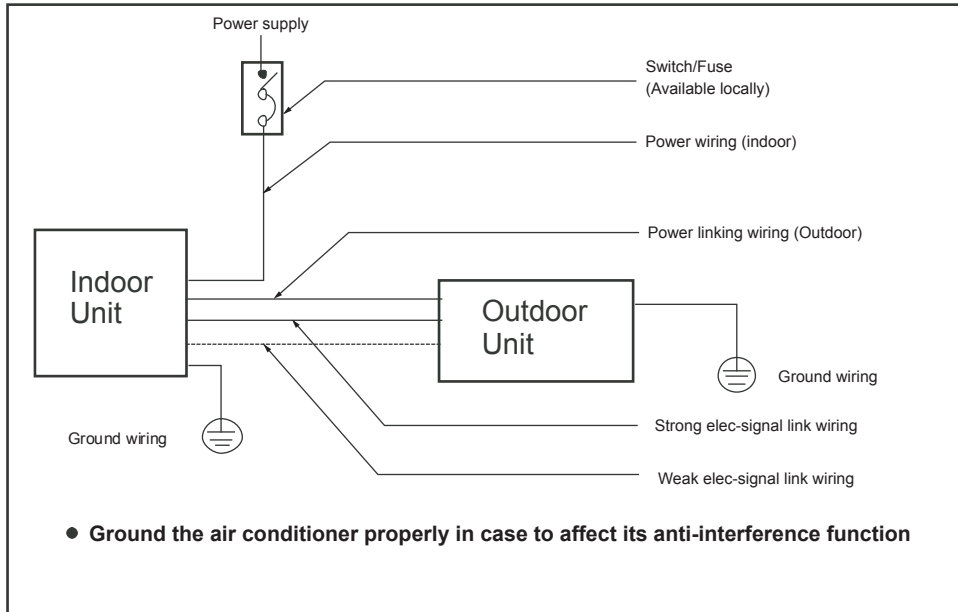 Power supply
Switch/Fuse
(Available locally)
Power wiring (indoor)
Power linking wiring (Outdoor)
Indoor
Unit
Outdoor
Unit
Ground wiring
Ground wiring
Strong elec-signal link wiring
Weak elec-signal link wiring
● Ground the air conditioner properly in case to affect its anti-interference function